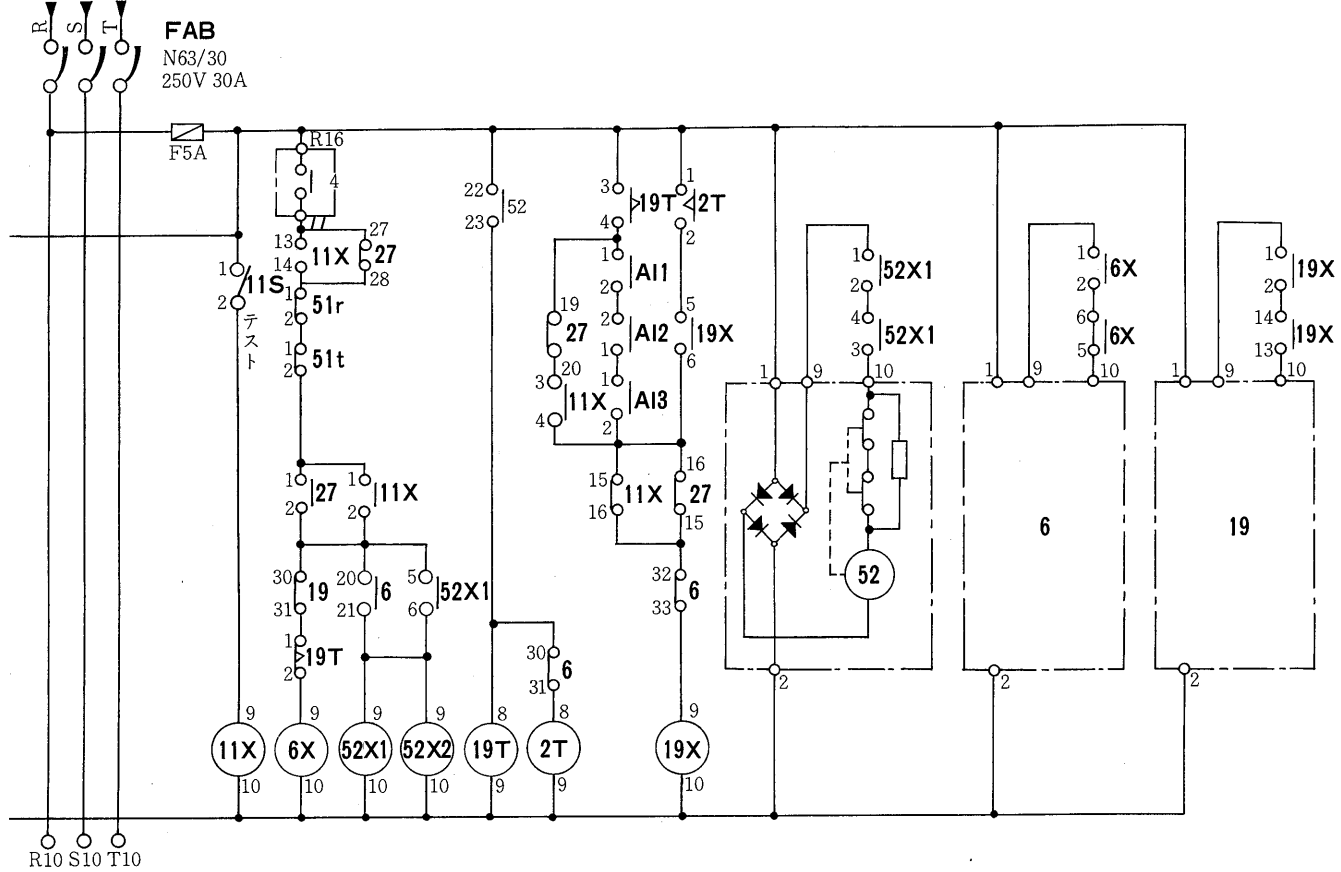 R S T
FAB
N63/30
250V 30A
F5A
R16
4
22
23
52
3
4
19T
1
2
2T
13
14
11X
27
28
27
1
2
11S
テスト
1
2
51r
1
2
51t
1
2
AI1
2
1
AI2
1
2
AI3
19
20
27
3
4
11X
5
6
19X
1
2
52X1
4
3
52X1
1
2
6X
6
5
6X
1
2
19X
14
13
19X
1
9
10
1
9
10
1
9
10
1
2
27
1
2
11X
15
16
11X
16
15
27
30
31
19
20
21
6
5
6
52X1
32
33
6
52
6
19
1
2
19T
30
31
6
2
2
2
9
11X
10
9
6X
10
9
52X1
10
9
52X2
10
8
19T
9
8
2T
9
9
19X
10
R10 S10 T10